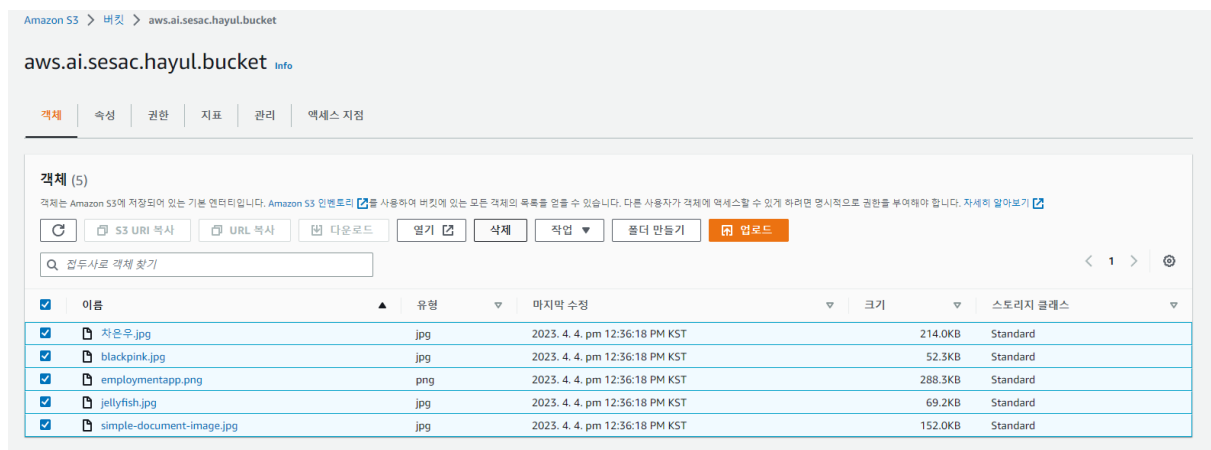 Amazon S3 > 버킷 > aws.ai.sesac.hayul.bucket
aws.ai.sesac.hayul.bucket Info
객체 속성 권한 지표 관리 액세스 지점
객체 (5)
객체는 Amazon S3에 저장되어 있는 기본 엔터티입니다. Amazon S3 인벤토리를 사용하여 버킷에 있는 모든 객체의 목록을 얻을 수 있습니다. 다른 사용자가 객체에 액세스할 수 있게 하려면 명시적으로 권한을 부여해야 합니다. 자세히 알아보기
S3 URI 복사 URL 복사 다운로드 열기 삭제 작업 ▼ 폴더 만들기 업로드
접두사로 객체 찾기 < 1 >
이름 ▲ 유형 ▽ 마지막 수정 ▽ 크기 ▽ 스토리지 클래스 ▽
차은우.jpg jpg 2023. 4. 4. pm 12:36:18 PM KST 214.0KB Standard
blackpink.jpg jpg 2023. 4. 4. pm 12:36:18 PM KST 52.3KB Standard
employmentapp.png png 2023. 4. 4. pm 12:36:18 PM KST 288.3KB Standard
jellyfish.jpg jpg 2023. 4. 4. pm 12:36:18 PM KST 69.2KB Standard
simple-document-image.jpg jpg 2023. 4. 4. pm 12:36:18 PM KST 152.0KB Standard